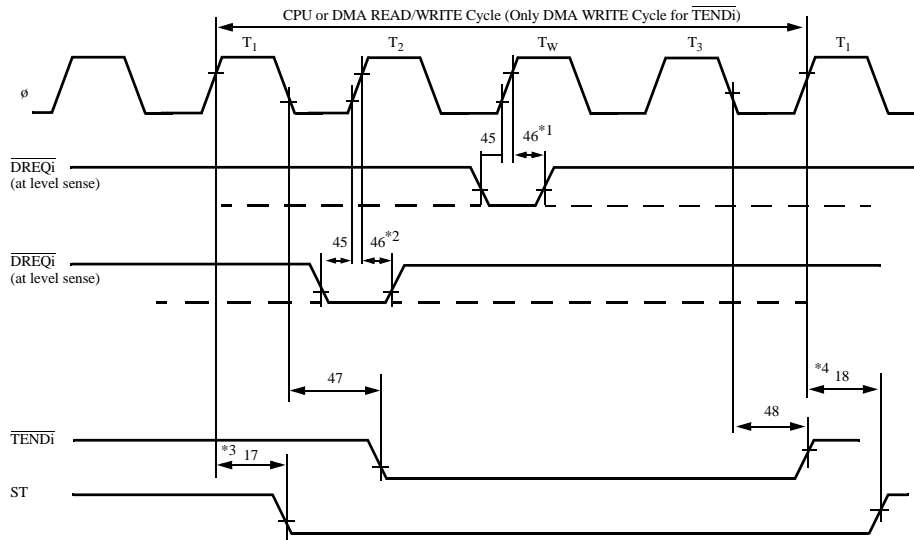 CPU or DMA READ/WRITE Cycle (Only DMA WRITE Cycle for TENDi)
T1 T2 TW T3 T1
ø
45 46*1
DREQi
(at level sense)
45 46*2
DREQi
(at level sense)
47 *4 18
48
TENDi
*3 17
ST